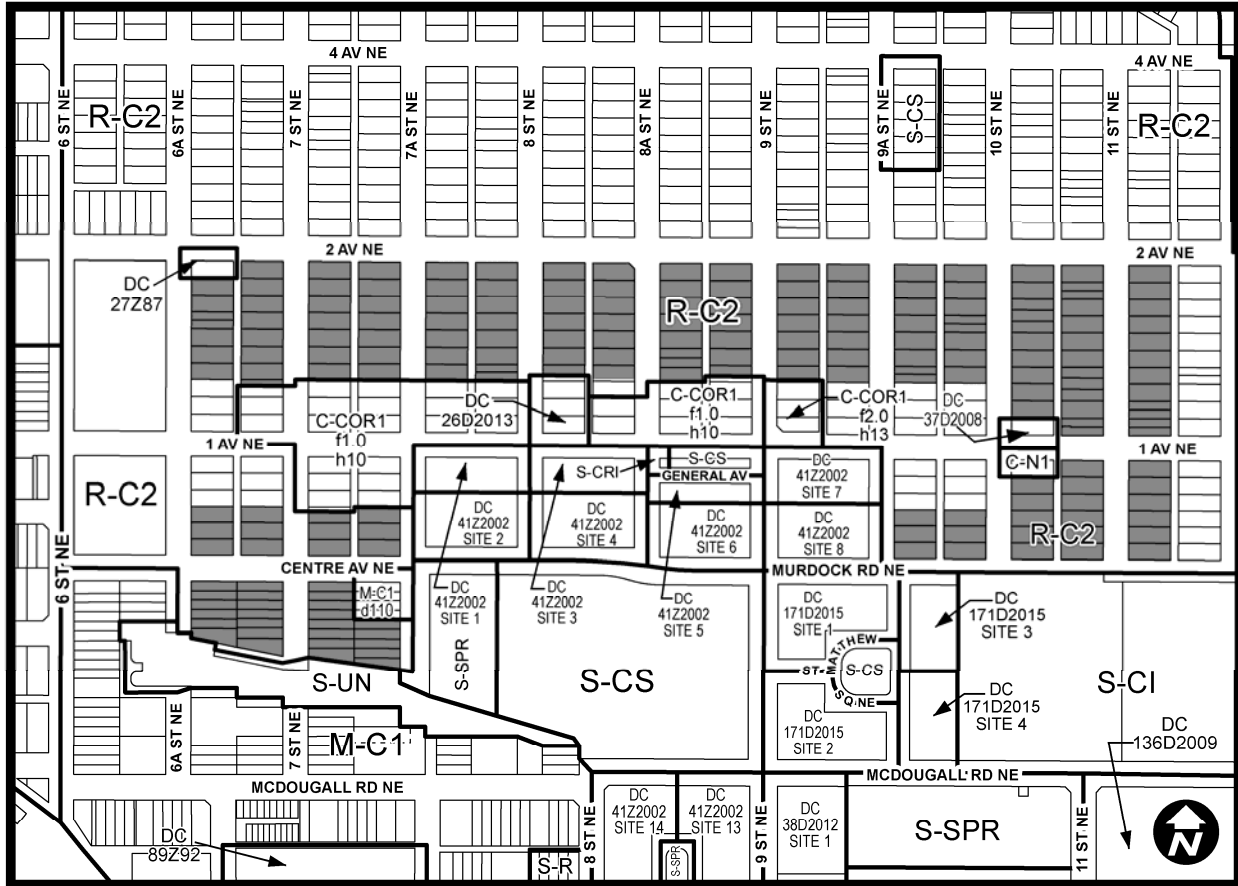 4 AV NE
4 AV NE
6 ST NE
R-C2
6A ST NE
7 ST NE
7A ST NE
8 ST NE
8A ST NE
9 ST NE
9A ST NE
S-CS
10 ST NE
11 ST NE
R-C2
2 AV NE
2 AV NE
DC
27Z87
R-C2
C-COR1
f1.0
h10
DC
26D2013
C-COR1
f1.0
h10
C-COR1
f2.0
h13
DC
37D2008
1 AV NE
1 AV NE
R-C2
S-CRI
S-CS
GENERAL AV
DC
41Z2002
SITE 7
C-N1
DC
41Z2002
SITE 2
DC
41Z2002
SITE 4
DC
41Z2002
SITE 6
DC
41Z2002
SITE 8
R-C2
6 ST NE
CENTRE AV NE
MURDOCK RD NE
M-C1
d110
DC
41Z2002
SITE 1
DC
41Z2002
SITE 3
DC
41Z2002
SITE 5
DC
171D2015
SITE 1
DC
171D2015
SITE 3
S-UN
S-SPR
S-CS
ST MATTHEW SQ NE
S-CS
S-CI
DC
171D2015
SITE 4
DC
171D2015
SITE 2
DC
136D2009
6A ST NE
7 ST NE
M-C1
MCDOUGALL RD NE
MCDOUGALL RD NE
DC
89Z92
S-R
8 ST NE
DC
41Z2002
SITE 14
S-SPR
DC
41Z2002
SITE 13
9 ST NE
DC
38D2012
SITE 1
S-SPR
11 ST NE
N